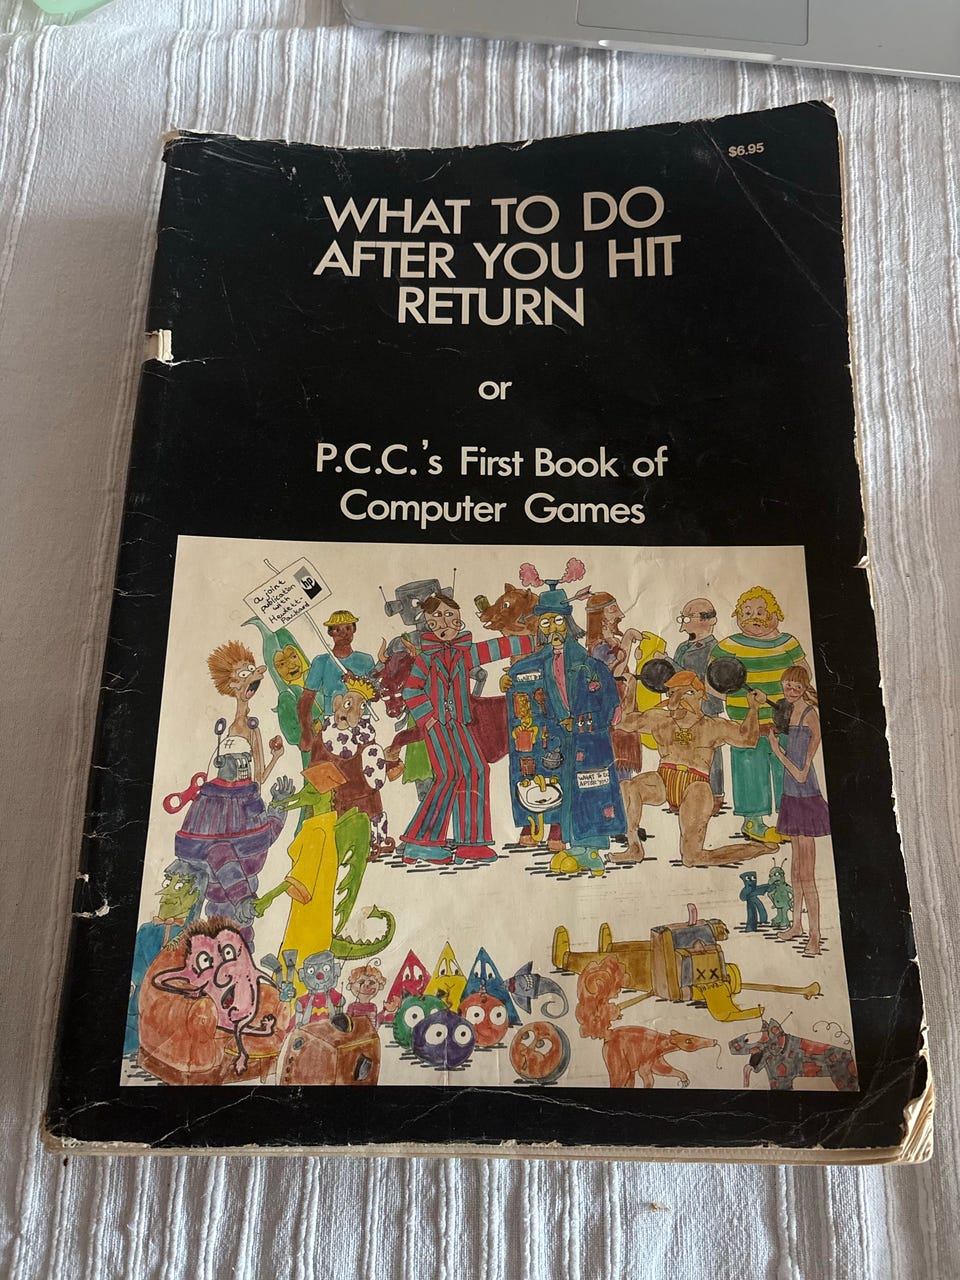 $6.95
WHAT TO DO
AFTER YOU HIT
RETURN
or
P.C.C.'s First Book of
Computer Games
a joint
publication
with
Hewlett-
Packard
hp
#
WHAT TO DO
AFTER YOU
XX